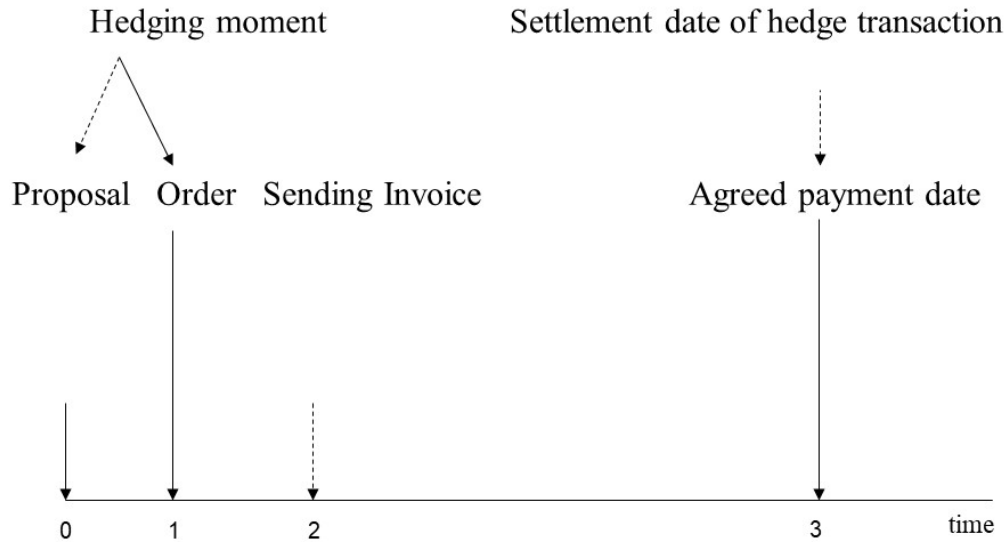 Hedging moment Settlement date of hedge transaction
Proposal Order Sending Invoice Agreed payment date
0 1 2 3 time